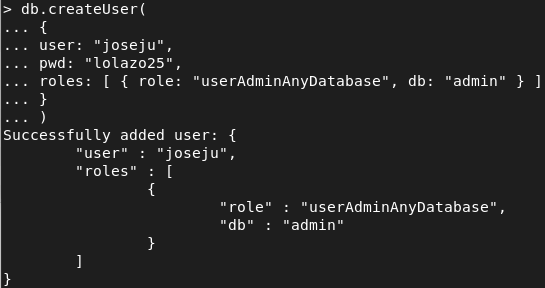 > db.createUser(
... {
... user: "joseju",
... pwd: "lolazo25",
... roles: [ { role: "userAdminAnyDatabase", db: "admin" } ]
... }
... )
Successfully added user: {
        "user" : "joseju",
        "roles" : [
                {
                        "role" : "userAdminAnyDatabase",
                        "db" : "admin"
                }
        ]
}